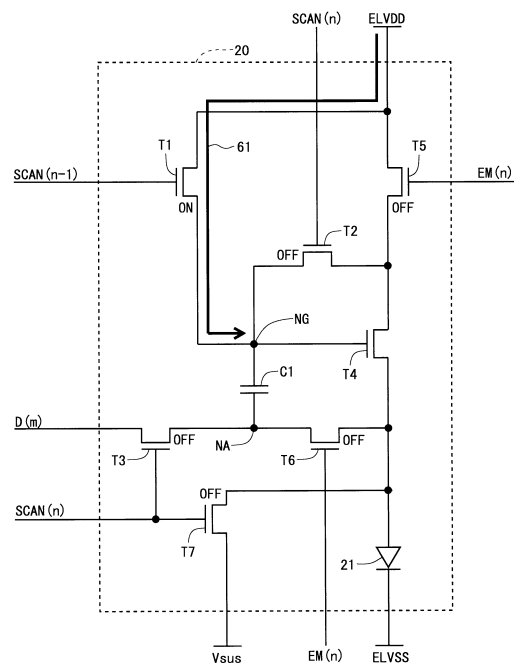 SCAN(n)
ELVDD
20
T1
61
T5
SCAN(n-1)
EM(n)
ON
OFF
T2
OFF
NG
T4
C1
D(m)
OFF
NA
OFF
T3
T6
SCAN(n)
OFF
T7
21
Vsus
EM(n)
ELVSS